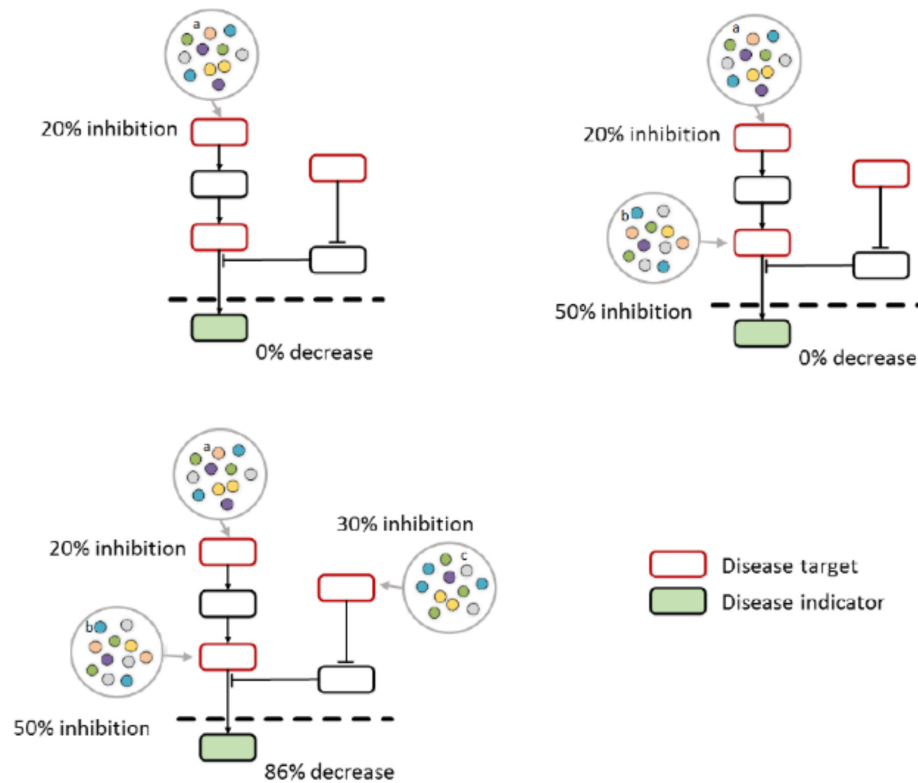 a
20% inhibition
0% decrease
a
20% inhibition
b
50% inhibition
0% decrease
a
20% inhibition
30% inhibition
c
b
50% inhibition
86% decrease
Disease target
Disease indicator